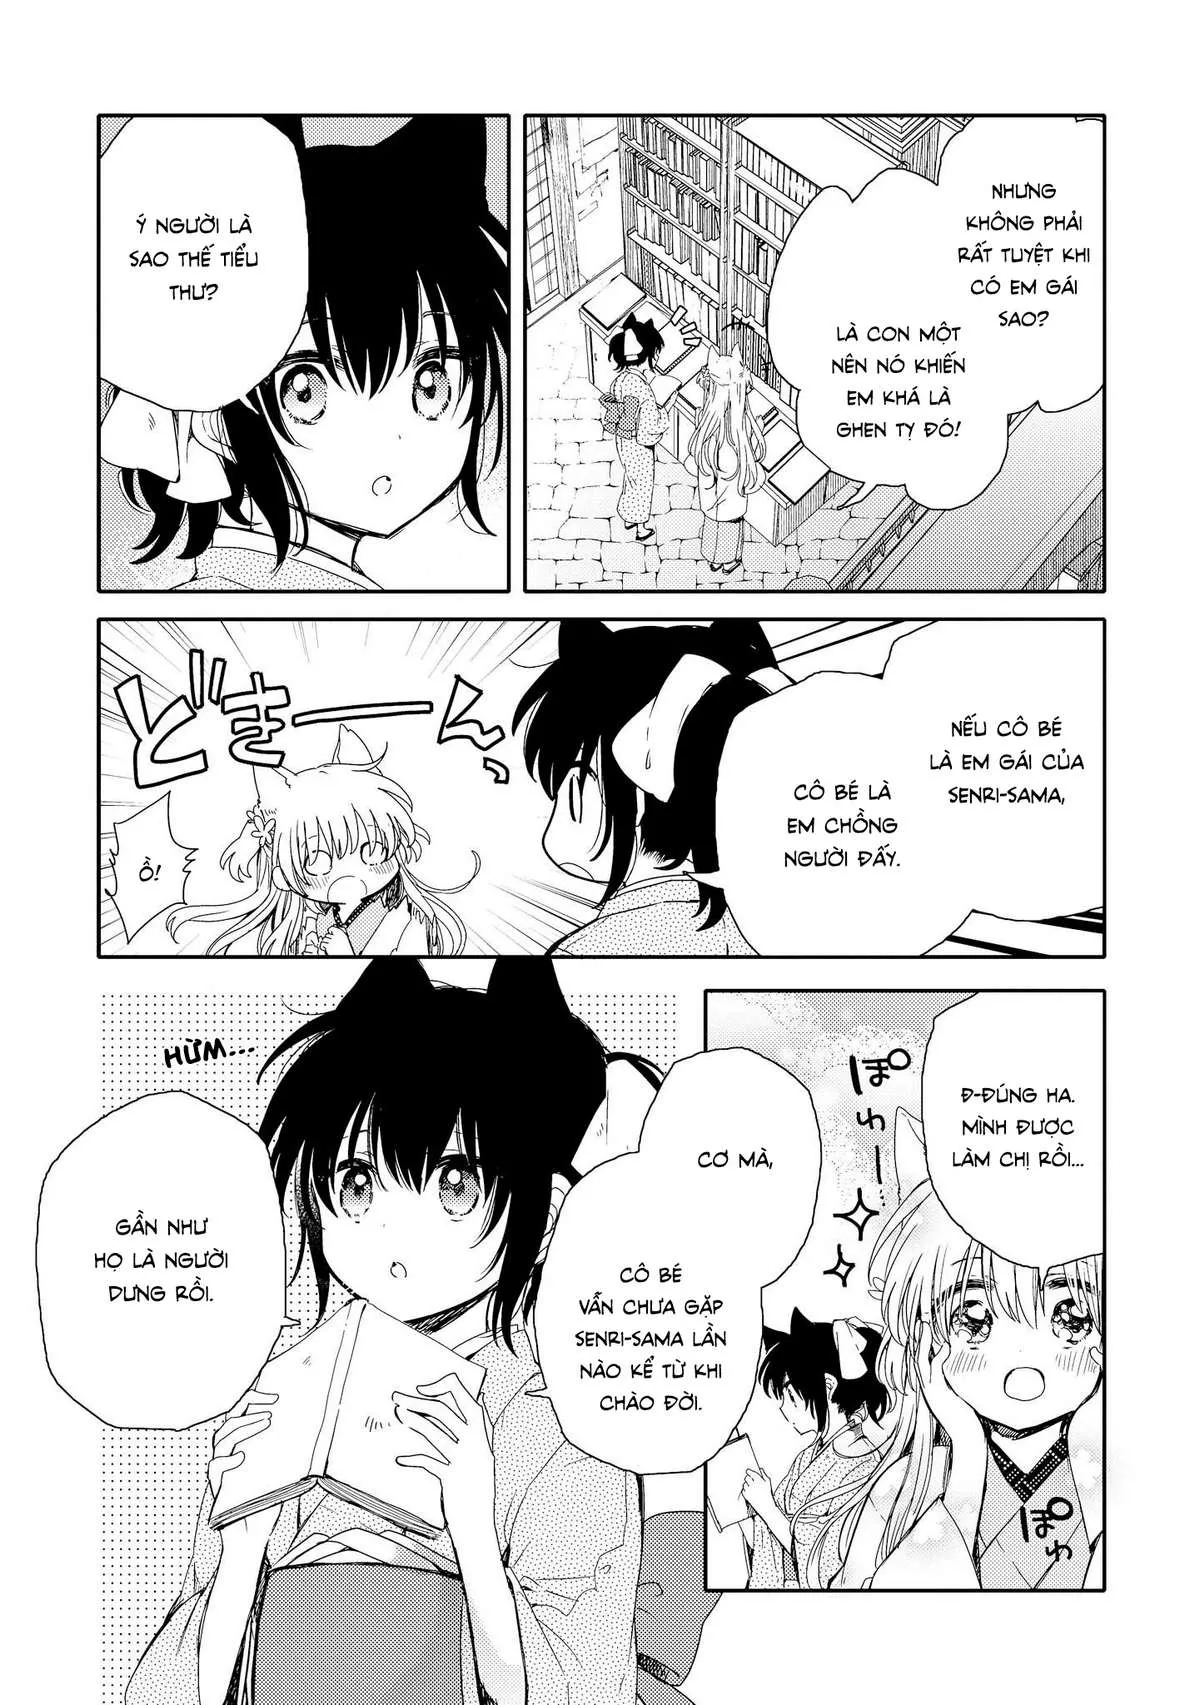 NHƯNG
KHÔNG PHẢI
RẤT TUYỆT KHI
CÓ EM GÁI
SAO?
LÀ CON MỘT
NÊN NÓ KHIẾN
EM KHÁ LÀ
GHEN TỴ ĐÓ!
Ý NGƯỜI LÀ
SAO THẾ TIỂU
THƯ?
NẾU CÔ BÉ
LÀ EM GÁI CỦA
SENRI-SAMA,
CÔ BÉ LÀ
EM CHỒNG
NGƯỜI ĐẤY.
どきーん、
Ồ!
Đ-ĐÚNG HA.
MÌNH ĐƯỢC
LÀM CHỊ RỒI...
ぽゎー
ぽゎ
HỪM...
CƠ MÀ,
CÔ BÉ
VẪN CHƯA GẶP
SENRI-SAMA LẦN
NÀO KỂ TỪ KHI
CHÀO ĐỜI.
GẦN NHƯ
HỌ LÀ NGƯỜI
DƯNG RỒI.